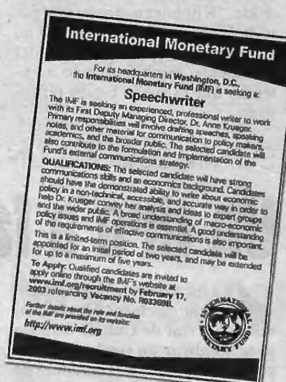 International Monetary Fund
For its headquarters in Washington, D.C.,
the International Monetary Fund (IMF) is seeking a:
Speechwriter
The IMF is seeking an experienced, professional writer to work
with its First Deputy Managing Director, Dr. Anne Krueger.
Primary responsibilities will involve drafting speeches, speaking
notes, and other material for communication to policy makers,
academics, and the broader public. The selected candidate will
also contribute to the formulation and implementation of the
Fund's external communications strategy.
QUALIFICATIONS: The selected candidate will have strong
communications skills and an economics background. Candidates
should have the demonstrated ability to write about economic
policy in a non-technical, accessible, and accurate way in order to
help Dr. Krueger convey her analysis and ideas to expert groups
and the wider public. A broad understanding of macro-economic
policy issues and IMF operations is essential. A good understanding
of the requirements of effective communications is also important.
This is a limited-term position. The selected candidate will be
appointed for an initial period of two years, and may be extended
for up to a maximum of five years.
To Apply: Qualified candidates are invited to
apply online through the IMF's website at
www.imf.org/recruitment by February 17,
2003 referencing Vacancy No. R03369B.
Further details about the role and function
of the IMF are provided on its website:
http://www.imf.org
INTERNATIONAL
MONETARY FUND